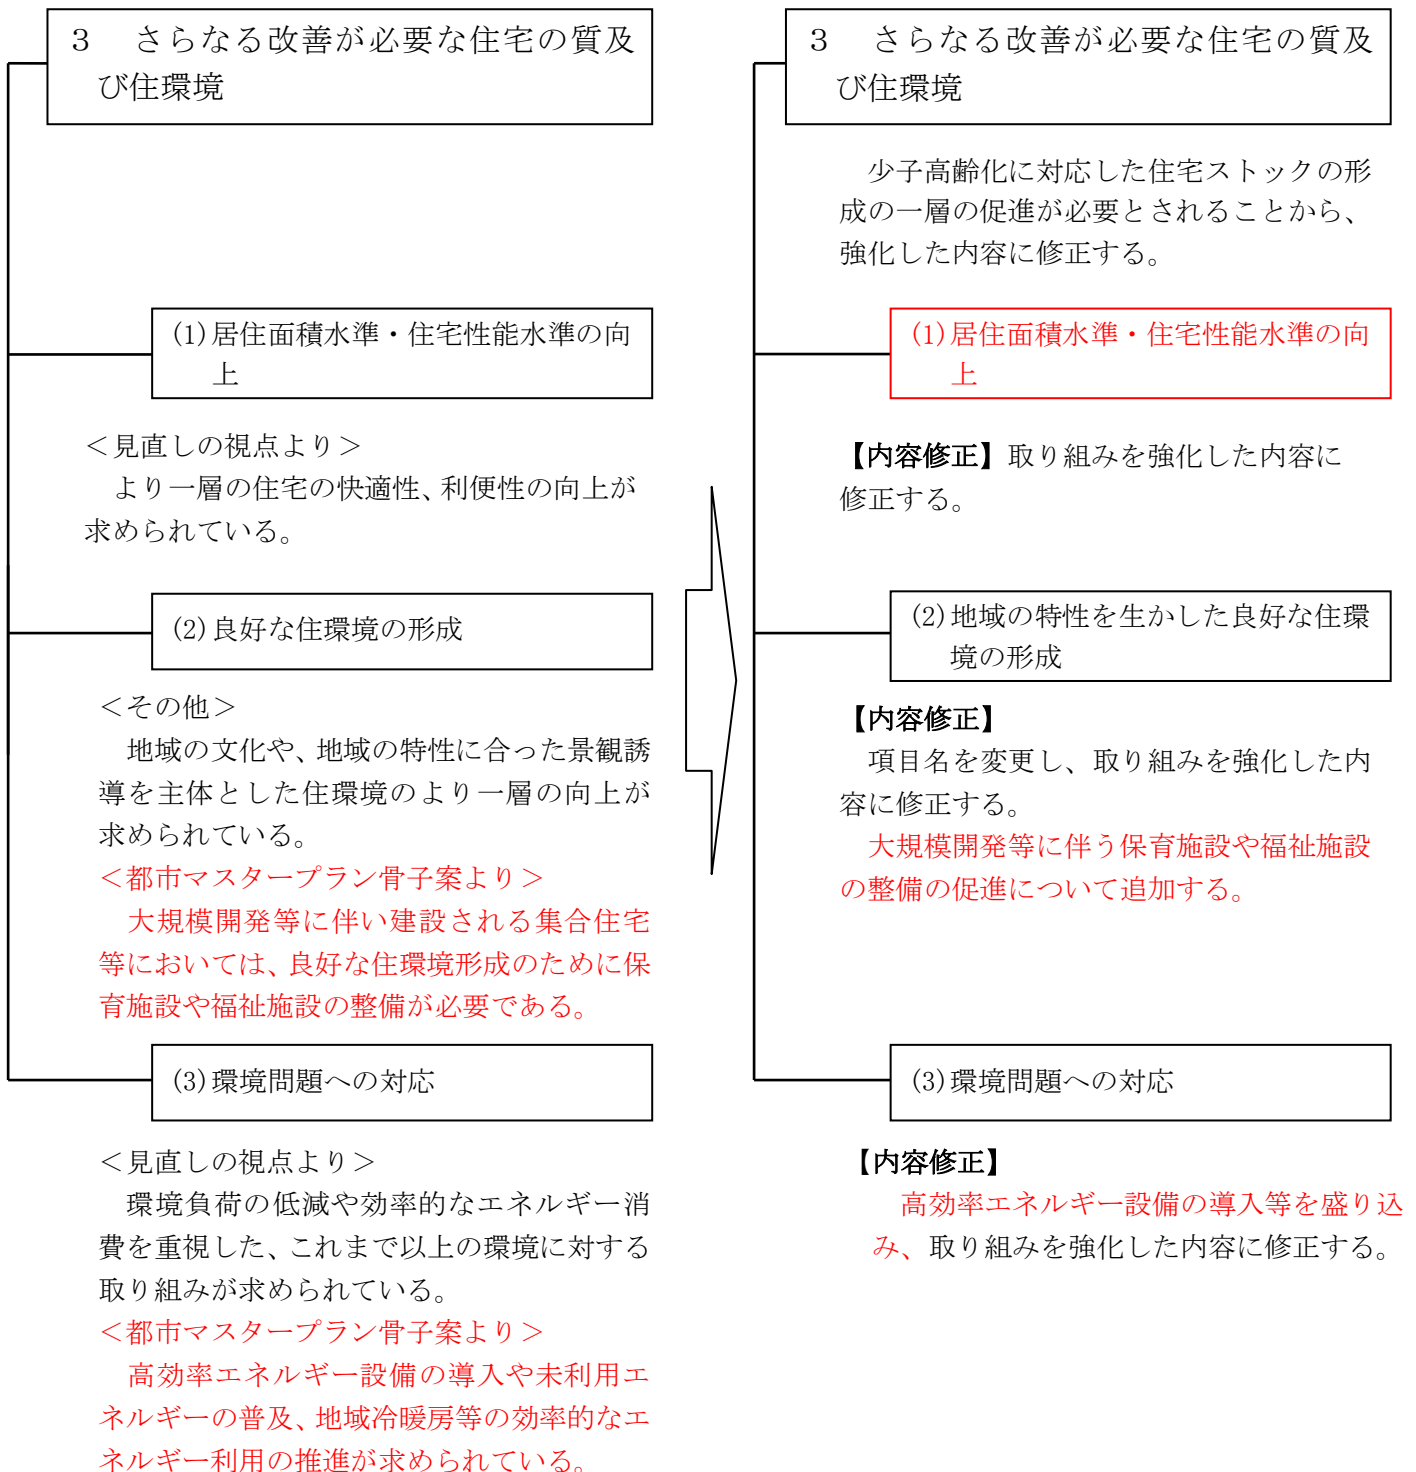 ３　さらなる改善が必要な住宅の質及
び住環境
(1)居住面積水準・住宅性能水準の向
上
＜見直しの視点より＞
より一層の住宅の快適性、利便性の向上が
求められている。
(2)良好な住環境の形成
＜その他＞
地域の文化や、地域の特性に合った景観誘
導を主体とした住環境のより一層の向上が
求められている。
＜都市マスタープラン骨子案より＞
大規模開発等に伴い建設される集合住宅
等においては、良好な住環境形成のために保
育施設や福祉施設の整備が必要である。
(3)環境問題への対応
＜見直しの視点より＞
環境負荷の低減や効率的なエネルギー消
費を重視した、これまで以上の環境に対する
取り組みが求められている。
＜都市マスタープラン骨子案より＞
高効率エネルギー設備の導入や未利用エ
ネルギーの普及、地域冷暖房等の効率的なエ
ネルギー利用の推進が求められている。
３　さらなる改善が必要な住宅の質及
び住環境
少子高齢化に対応した住宅ストックの形
成の一層の促進が必要とされることから、
強化した内容に修正する。
(1)居住面積水準・住宅性能水準の向
上
【内容修正】取り組みを強化した内容に
修正する。
(2)地域の特性を生かした良好な住環
境の形成
【内容修正】
項目名を変更し、取り組みを強化した内
容に修正する。
大規模開発等に伴う保育施設や福祉施設
の整備の促進について追加する。
(3)環境問題への対応
【内容修正】
高効率エネルギー設備の導入等を盛り込
み、取り組みを強化した内容に修正する。